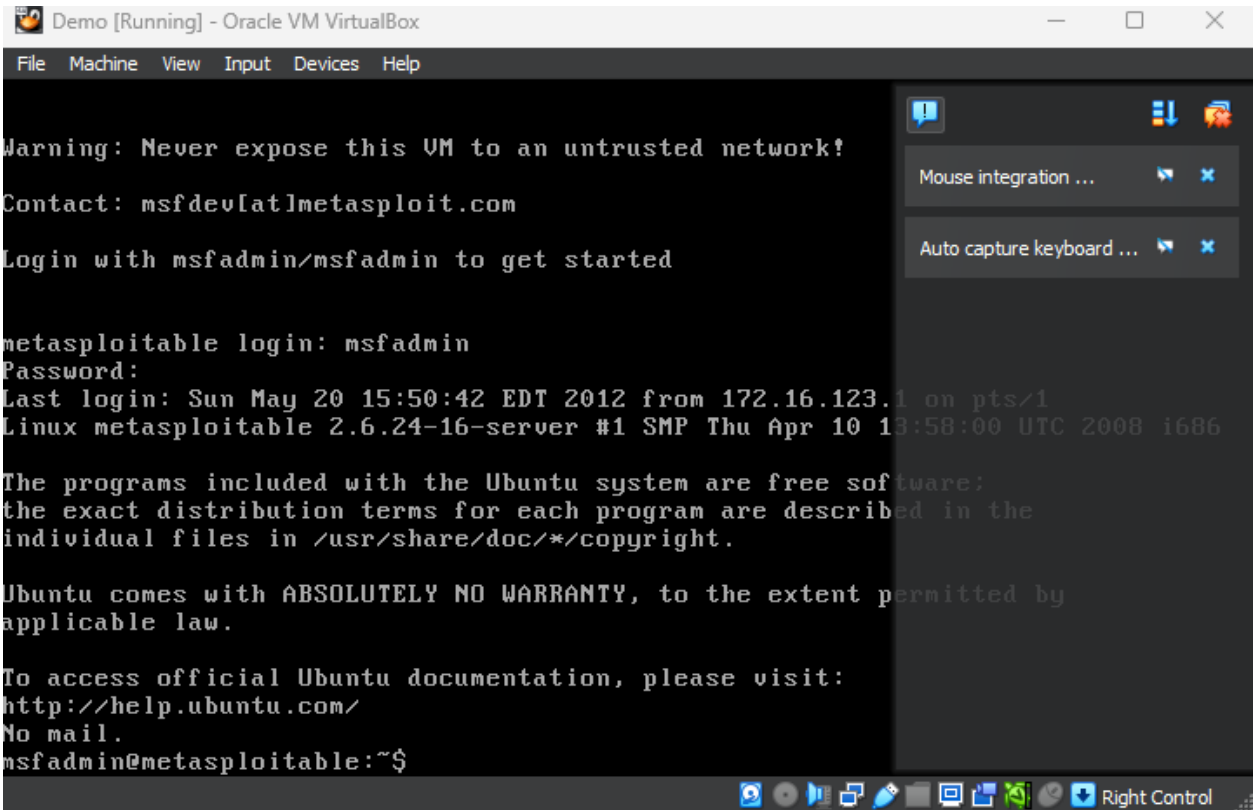 Demo [Running] - Oracle VM VirtualBox
File Machine View Input Devices Help
Warning: Never expose this VM to an untrusted network!
Contact: msfdev[at]metasploit.com
Login with msfadmin/msfadmin to get started
metasploitable login: msfadmin
Password:
Last login: Sun May 20 15:50:42 EDT 2012 from 172.16.123.1 on pts/1
Linux metasploitable 2.6.24-16-server #1 SMP Thu Apr 10 13:58:00 UTC 2008 i686
The programs included with the Ubuntu system are free software;
the exact distribution terms for each program are described in the
individual files in /usr/share/doc/*/copyright.
Ubuntu comes with ABSOLUTELY NO WARRANTY, to the extent permitted by
applicable law.
To access official Ubuntu documentation, please visit:
http://help.ubuntu.com/
No mail.
msfadmin@metasploitable:~$
Mouse integration ...
Auto capture keyboard ...
Right Control